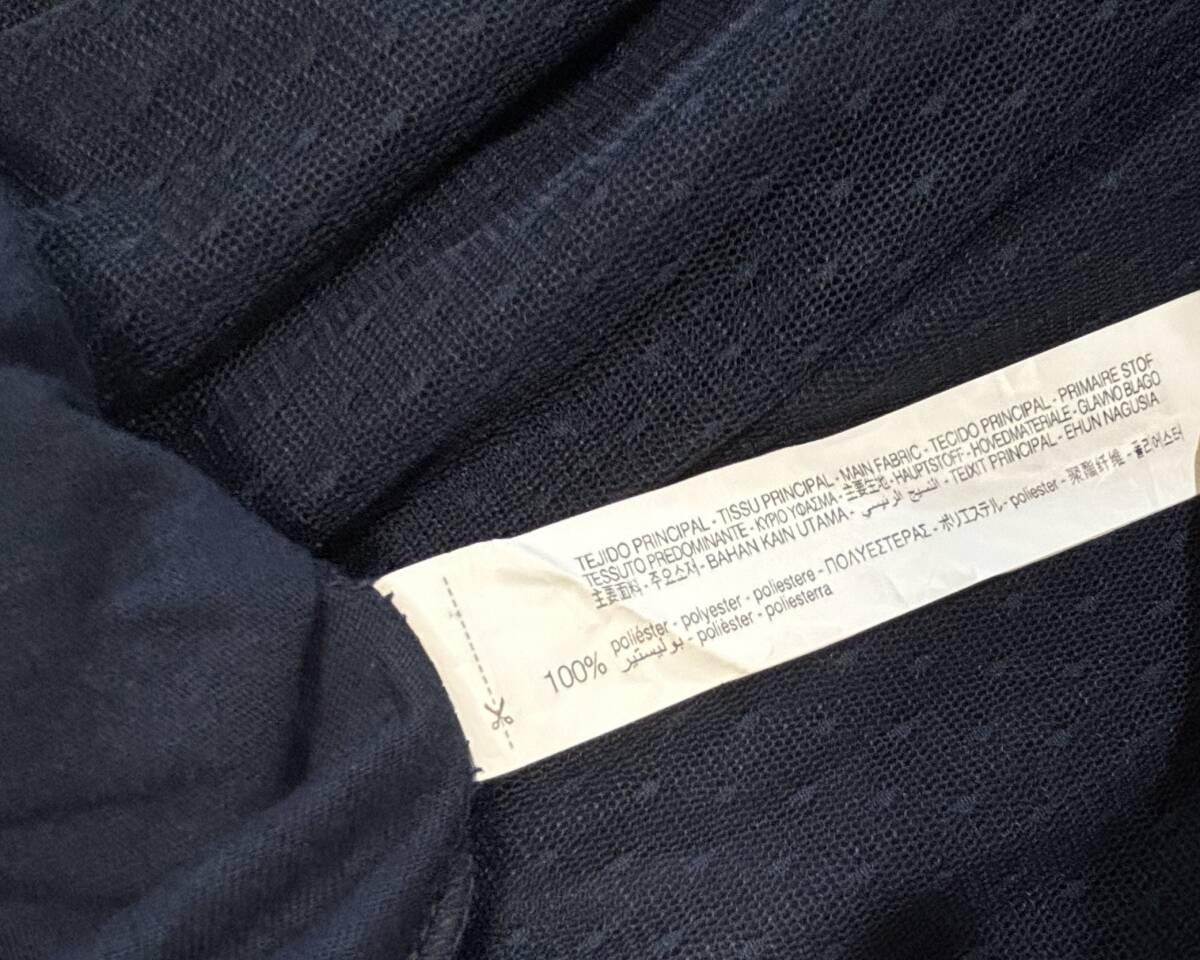 TEJIDO PRINCIPAL - TISSU PRINCIPAL - MAIN FABRIC - TECIDO PRINCIPAL - PRIMAIRE STOF
TESSUTO PREDOMINANTE - ΚΥΡΙΟ ΥΦΑΣΜΑ - 主要生地 - HAUPTSTOFF - HOVEDMATERIALE - GLAVNO BLAGO
主要面料 - 주요소재 - BAHAN KAIN UTAMA - النسيج الرئيسي - TEIXIT PRINCIPAL - EHUN NAGUSIA
100% poliéster - polyester - poliestere - ΠΟΛΥΕΣΤΕΡΑΣ - ポリエステル - poliester - 聚酯纤维 - 폴리에스터
بوليستير - polièster - poliesterra